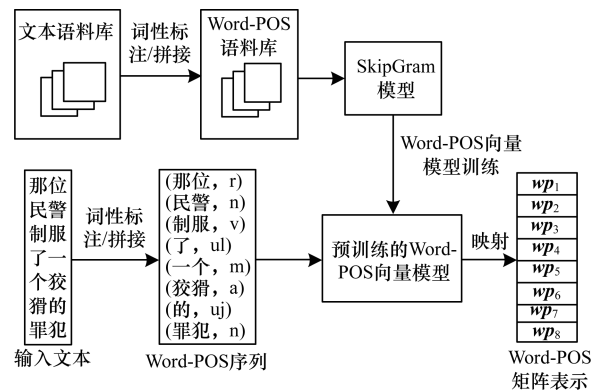 文本语料库
词性标
注/拼接
Word-POS
语料库
SkipGram
模型
Word-POS向量
模型训练
那位
民警
制服
了一
个狡
猾的
罪犯
输入文本
词性标
注/拼接
(那位，r)
(民警，n)
(制服，v)
(了，ul)
(一个，m)
(狡猾，a)
(的，uj)
(罪犯，n)
Word-POS序列
预训练的Word-
POS向量模型
映射
wp1
wp2
wp3
wp4
wp5
wp6
wp7
wp8
Word-POS
矩阵表示